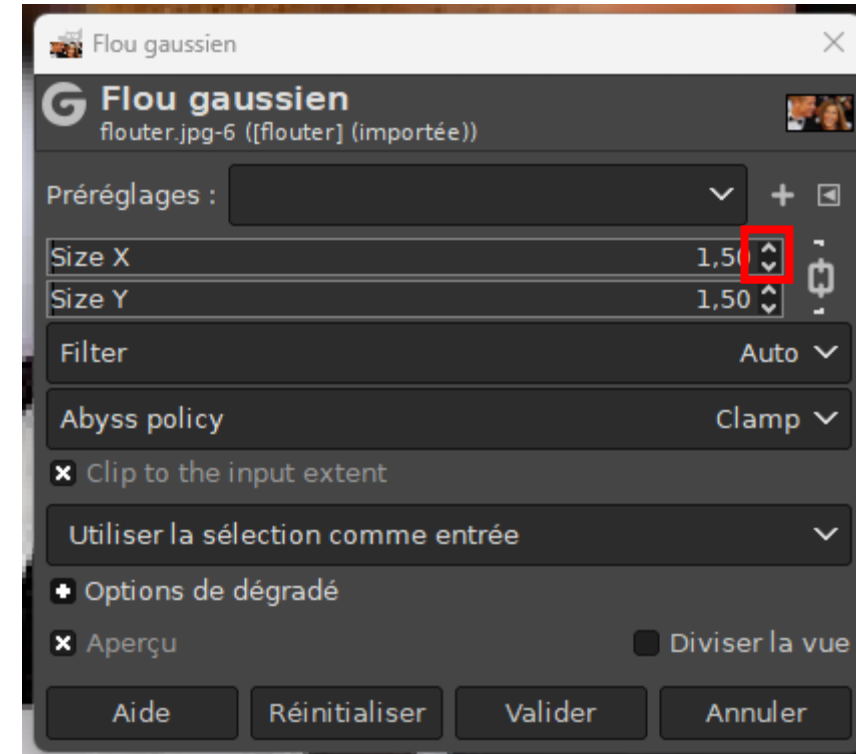 Flou gaussien
Flou gaussien
flouter.jpg-6 ([flouter] (importée))
Préréglages :
Size X 1,50
Size Y 1,50
Filter Auto
Abyss policy Clamp
Clip to the input extent
Utiliser la sélection comme entrée
Options de dégradé
Aperçu Diviser la vue
Aide Réinitialiser Valider Annuler